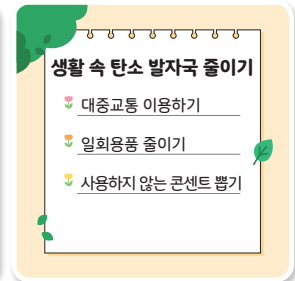 생활 속 탄소 발자국 줄이기
대중교통 이용하기
일회용품 줄이기
사용하지 않는 콘센트 뽑기